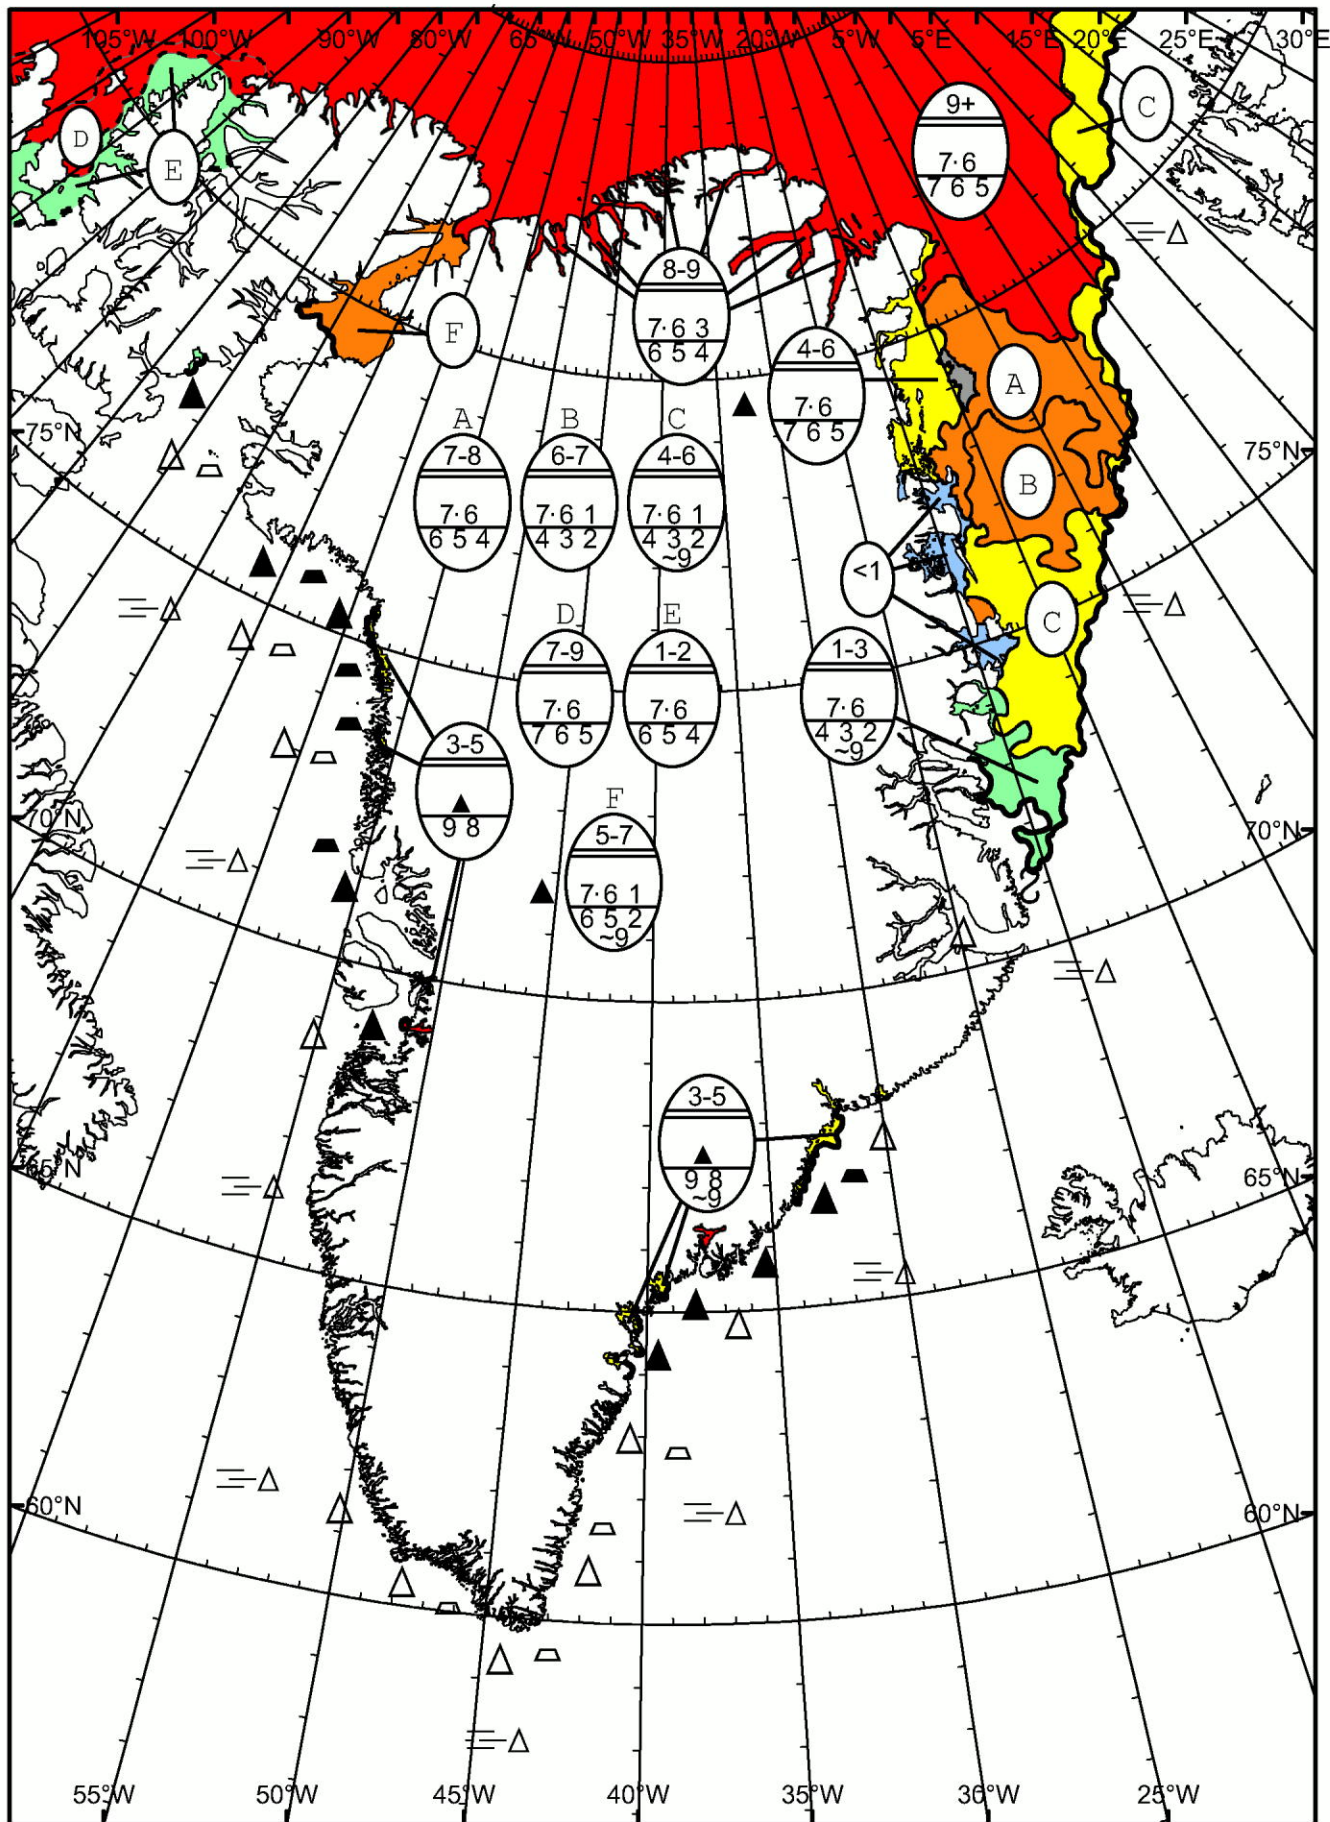 105°W 100°W 90°W 80°W 65°W 50°W 35°W 20°W 5°W 5°E 15°E 20°E 25°E 30°E
9+
7·6
7 6 5
C
D
E
8-9
7·6 3
6 5 4
F
4-6
7·6
7 6 5
A
75°N
75°N
A B C
7-8 6-7 4-6
7·6 7·6 1 7·6 1
6 5 4 4 3 2 4 3 2
~9
B
<1
D E
7-9 1-2
7·6 7·6
7 6 5 6 5 4
C
1-3
7·6
4 3 2
~9
3-5
9 8
F
5-7
7·6 1
6 5 2
~9
70°N
70°N
3-5
9 8
~9
65°N
65°N
60°N
60°N
55°W 50°W 45°W 40°W 35°W 30°W 25°W